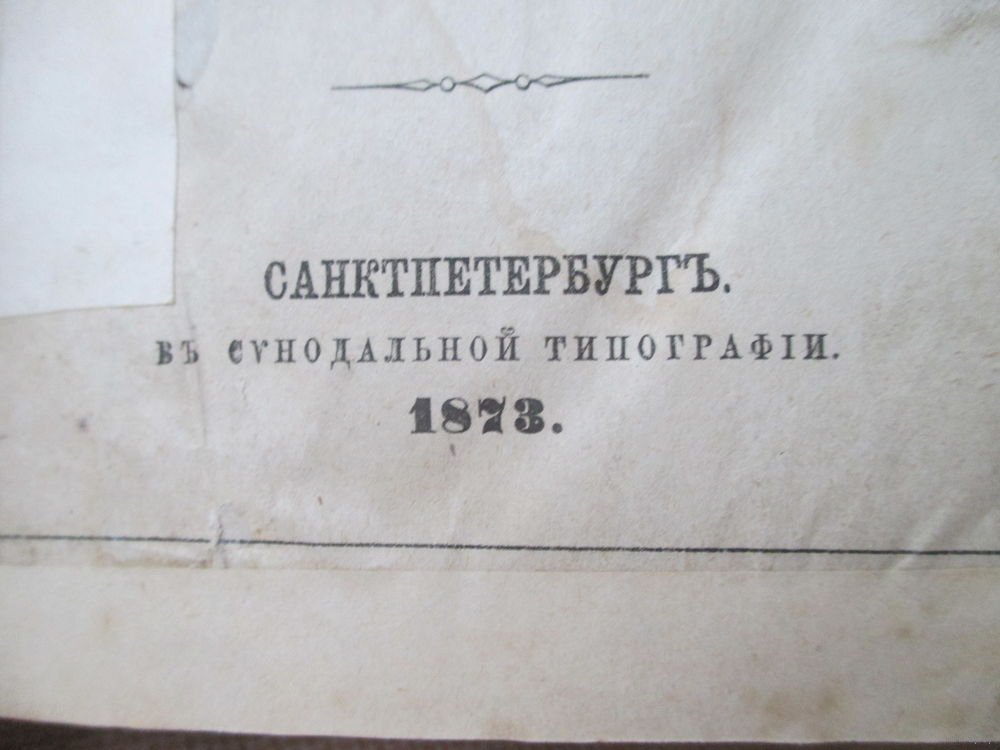 САНКТПЕТЕРБУРГЪ.
ВЪ СѴНОДАЛЬНОЙ ТИПОГРАФІИ.
1873.